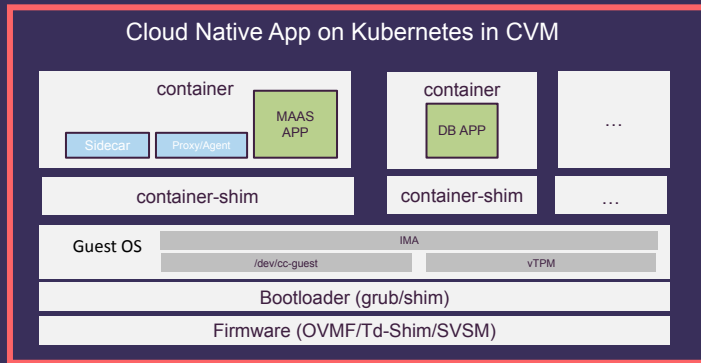 Cloud Native App on Kubernetes in CVM
container
container
MAAS
APP
DB APP
...
Sidecar
Proxy/Agent
container-shim
container-shim
...
Guest OS
IMA
/dev/cc-guest
vTPM
Bootloader (grub/shim)
Firmware (OVMF/Td-Shim/SVSM)